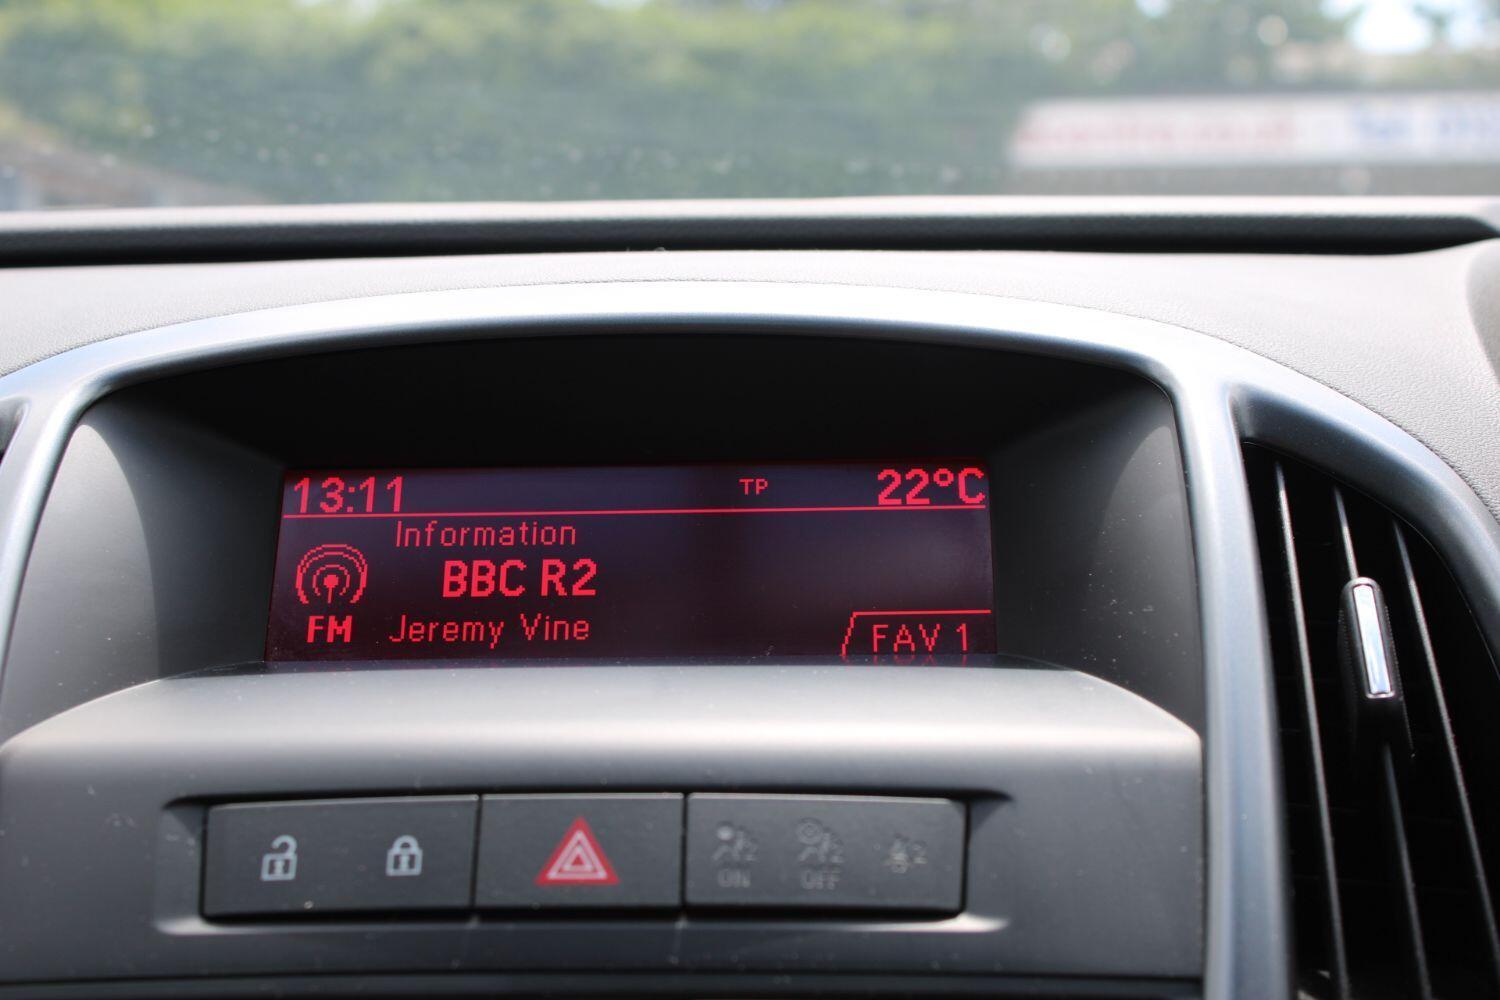 13:11 TP 22°C
Information
BBC R2
FM Jeremy Vine
FAV 1
ON OFF